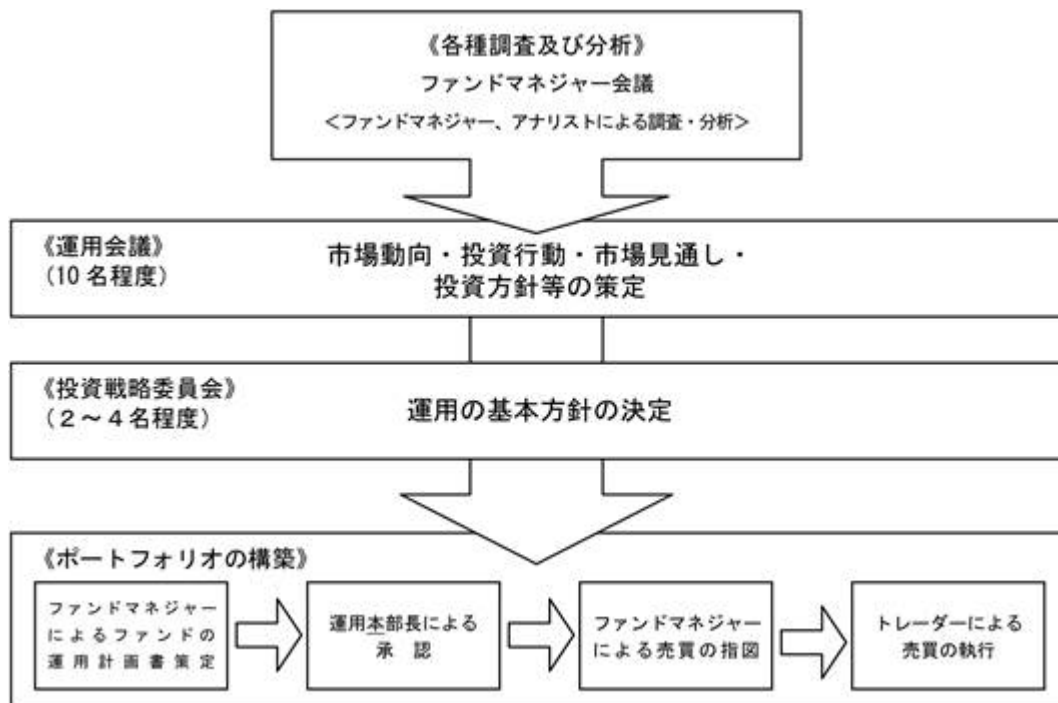 《各種調査及び分析》
ファンドマネジャー会議
＜ファンドマネジャー、アナリストによる調査・分析＞
《運用会議》
（10名程度）
市場動向・投資行動・市場見通し・
投資方針等の策定
《投資戦略委員会》
（２～４名程度）
運用の基本方針の決定
《ポートフォリオの構築》
ファンドマネジャー
によるファンドの
運用計画書策定
運用本部長による
承認
ファンドマネジャー
による売買の指図
トレーダーによる
売買の執行